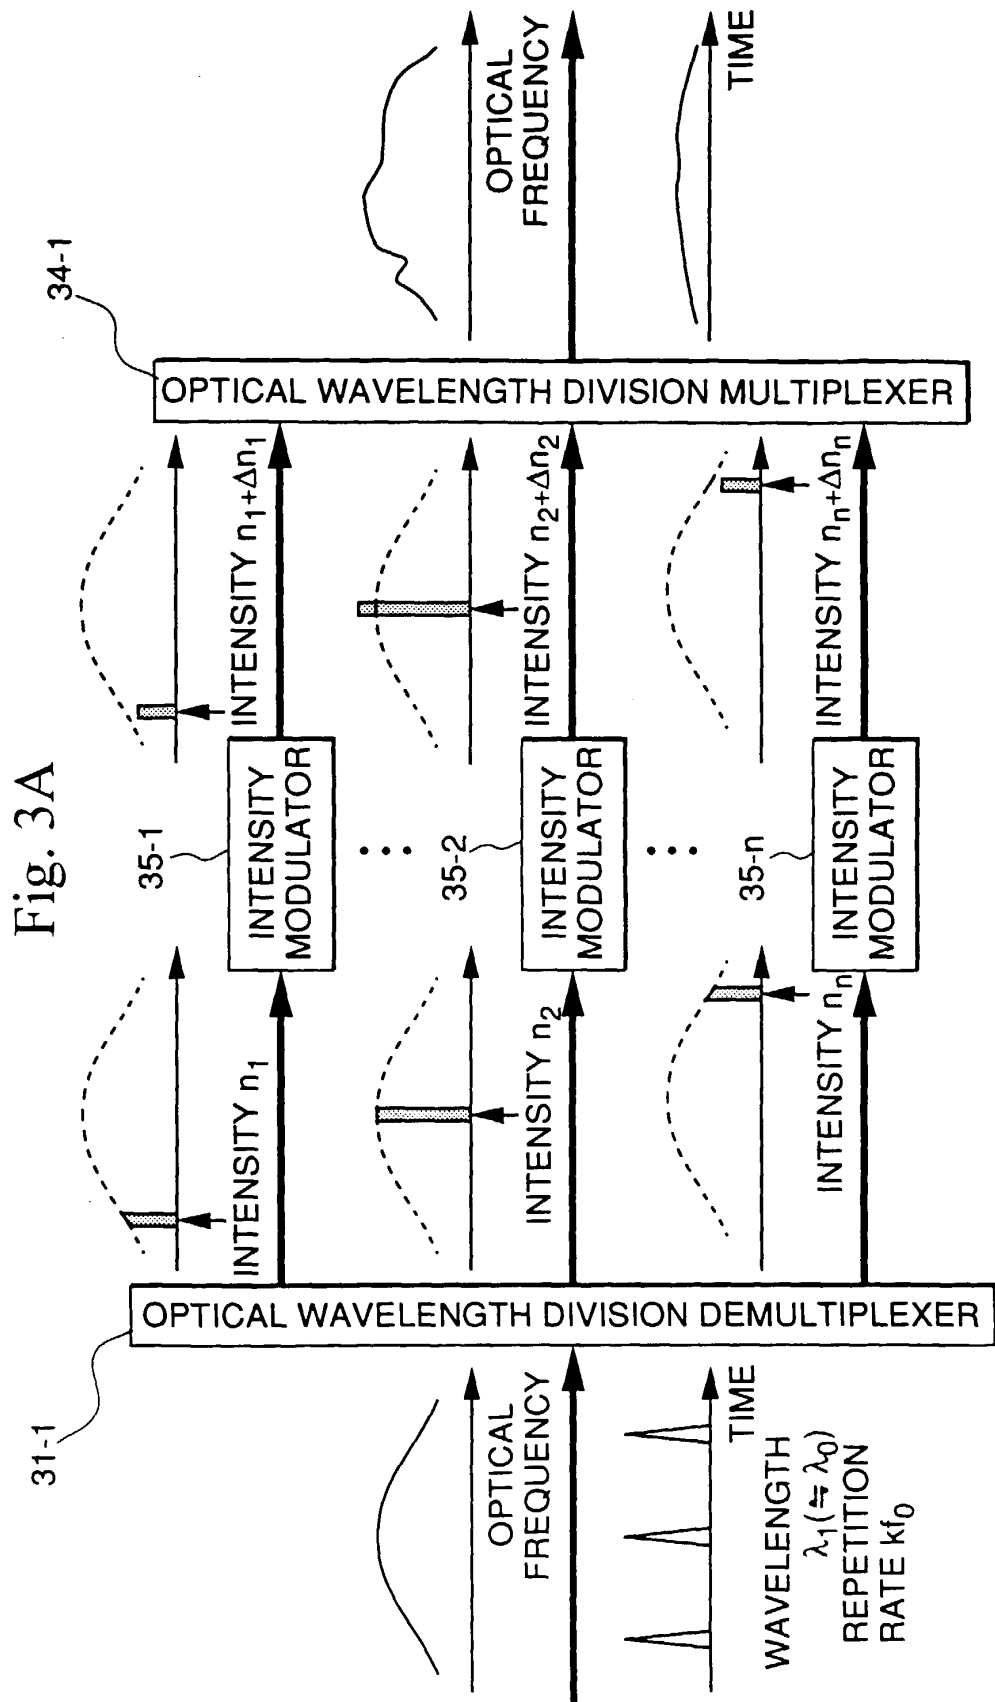 Fig. 3A
31-1
OPTICAL
FREQUENCY
TIME
WAVELENGTH
λ₁(≒λ₀)
REPETITION
RATE kf₀
OPTICAL WAVELENGTH DIVISION DEMULTIPLEXER
INTENSITY n₁
INTENSITY n₂
INTENSITY nₙ
35-1
INTENSITY
MODULATOR
35-2
INTENSITY
MODULATOR
35-n
INTENSITY
MODULATOR
INTENSITY n₁+Δn₁
INTENSITY n₂+Δn₂
INTENSITY nₙ+Δnₙ
34-1
OPTICAL WAVELENGTH DIVISION MULTIPLEXER
OPTICAL
FREQUENCY
TIME